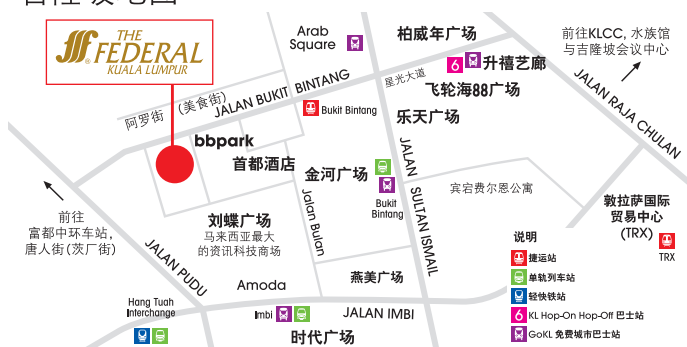 吉隆坡地图
THE
FEDERAL
KUALA LUMPUR
®
Arab
Square
柏威年广场
前往KLCC, 水族馆
与吉隆坡会议中心
6 升禧艺廊
星光大道
飞轮海88广场
JALAN RAJA CHULAN
阿罗街 (美食街)
JALAN BUKIT BINTANG
Bukit Bintang
乐天广场
bbpark
首都酒店
金河广场
Bukit
Bintang
JALAN SULTAN ISMAIL
宾宕费尔恩公寓
敦拉萨国际
贸易中心
(TRX)
TRX
前往
富都中环车站,
唐人街(茨厂街)
刘蝶广场
马来西亚最大
的资讯科技商场
Jalan Bulan
JALAN PUDU
燕美广场
Amoda
Hang Tuah
Interchange
Imbi
JALAN IMBI
时代广场
说明
捷运站
单轨列车站
轻快铁站
6 KL Hop-On Hop-Off 巴士站
GoKL 免费城市巴士站